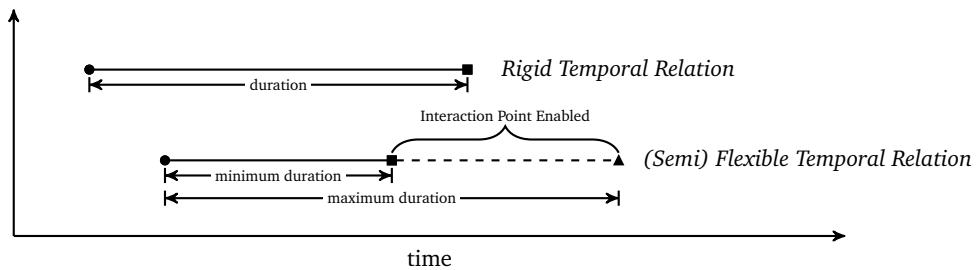 Rigid Temporal Relation
duration
Interaction Point Enabled
(Semi) Flexible Temporal Relation
minimum duration
maximum duration
time